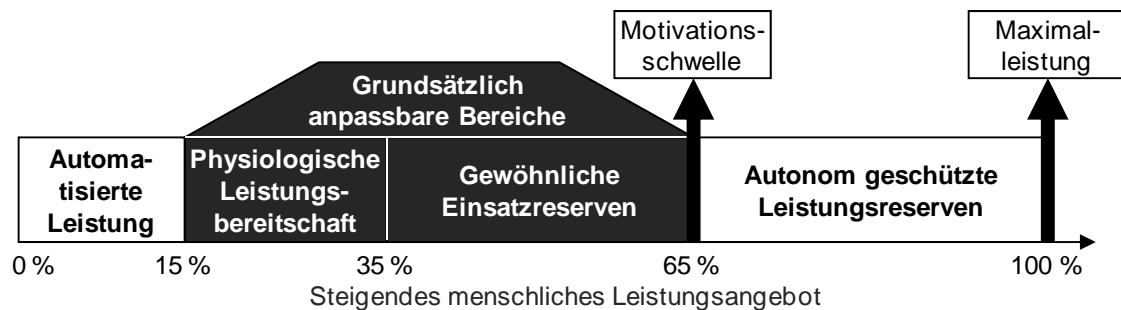 Motivations-
schwelle
Maximal-
leistung
Grundsätzlich
anpassbare Bereiche
Automa-
tisierte
Leistung
Physiologische
Leistungs-
bereitschaft
Gewöhnliche
Einsatzreserven
Autonom geschützte
Leistungsreserven
0 %
15 %
35 %
65 %
100 %
Steigendes menschliches Leistungsangebot